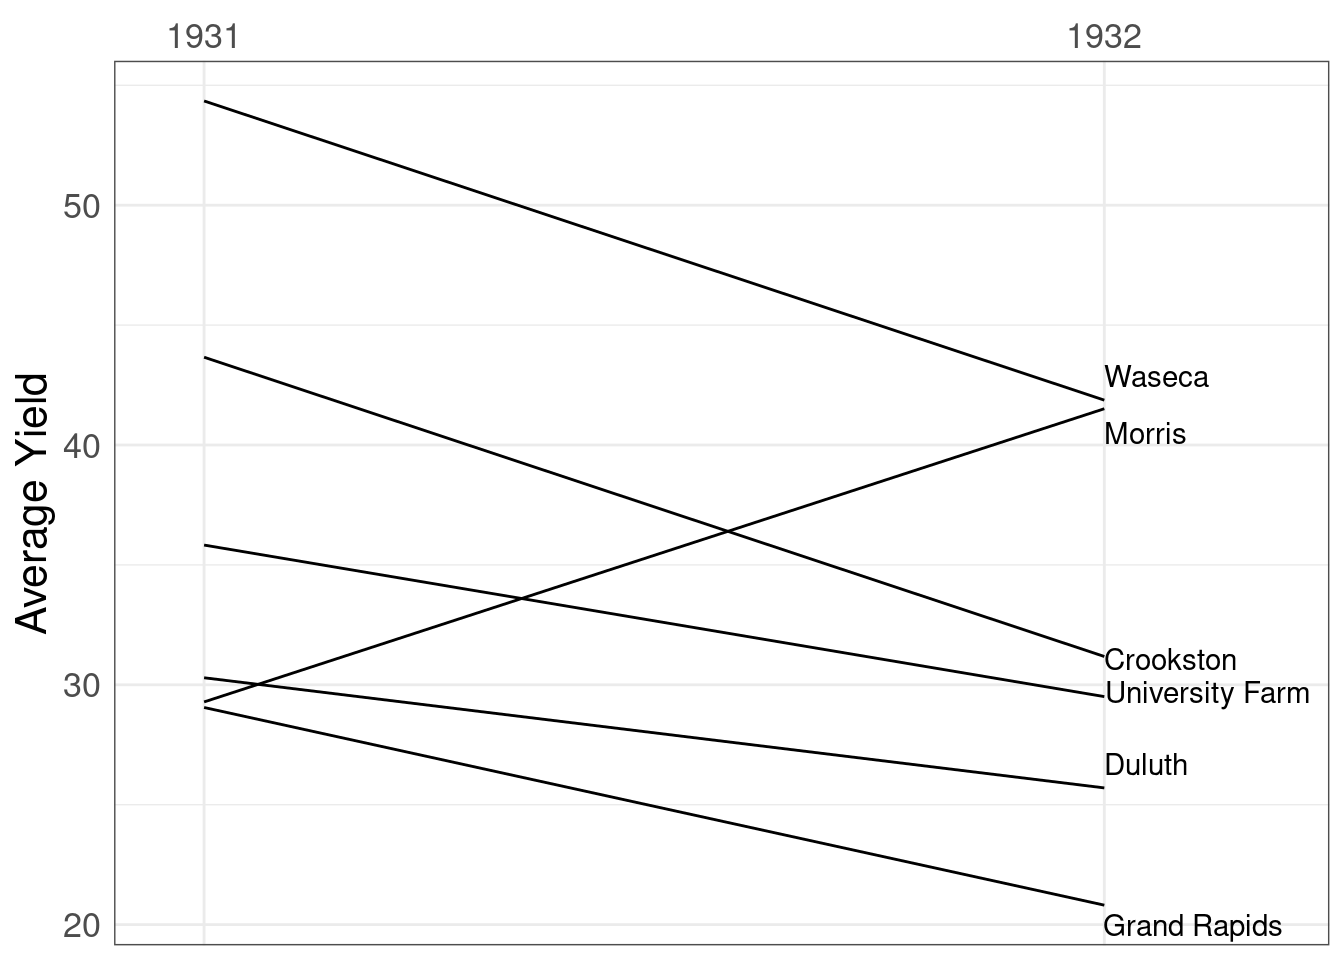 1931
1932
50
40
30
20
Average Yield
Waseca
Morris
Crookston
University Farm
Duluth
Grand Rapids